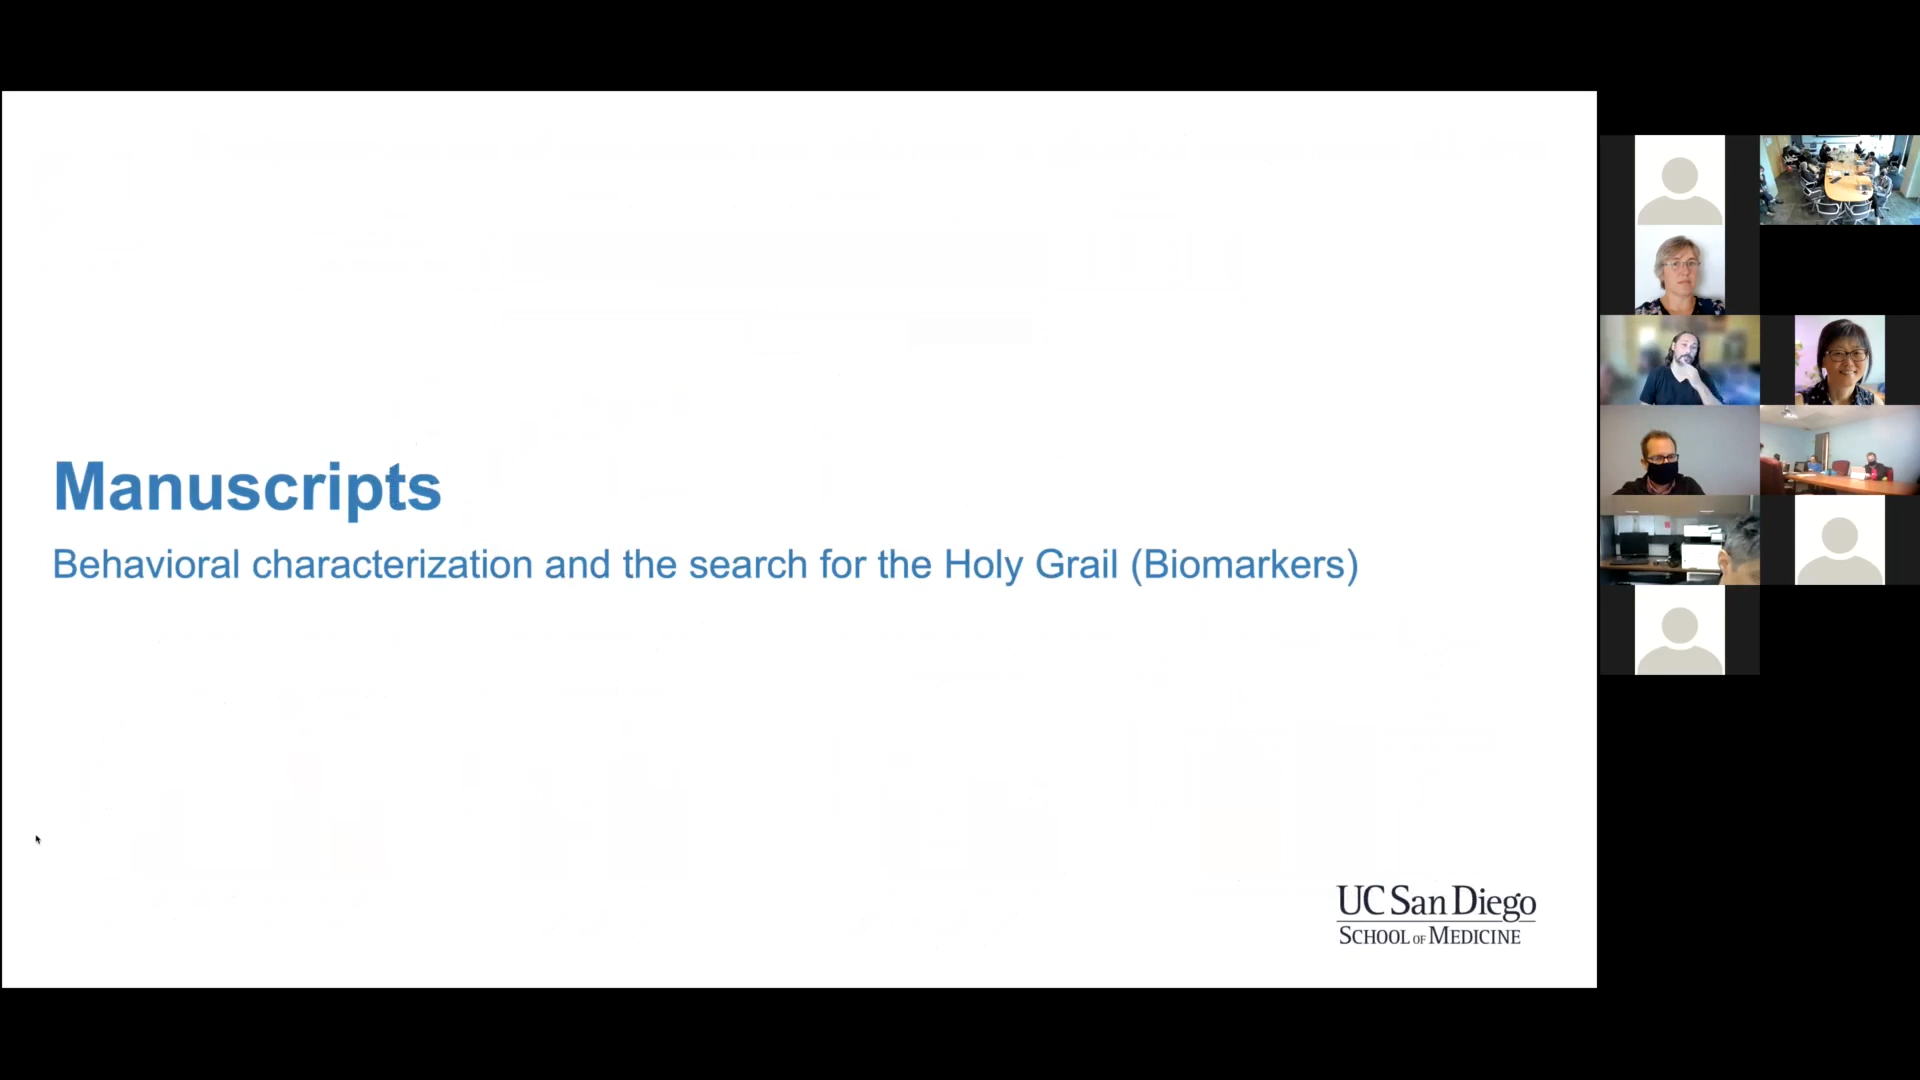 Manuscripts
Behavioral characterization and the search for the Holy Grail (Biomarkers)
UC San Diego
SCHOOL OF MEDICINE